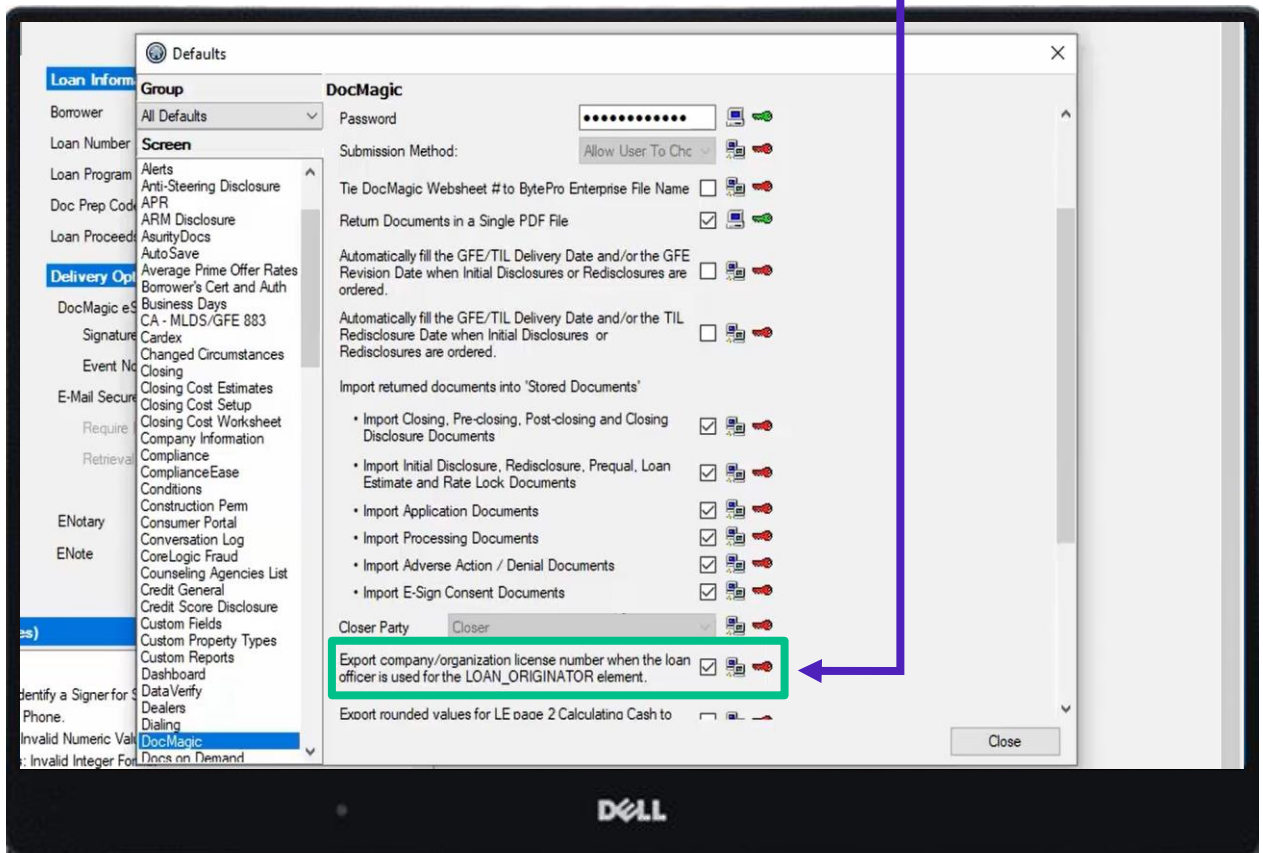 Defaults
Loan Inform
Borrower
Loan Number
Loan Program
Doc Prep Code
Loan Proceeds
Delivery Opt
DocMagic eS
Signature
Event No
E-Mail Secure
Require
Retrieval
ENotary
ENote
es)
dentify a Signer for S
Phone.
Invalid Numeric Val
s: Invalid Integer For
Group
All Defaults
Screen
Alerts
Anti-Steering Disclosure
APR
ARM Disclosure
AsurityDocs
AutoSave
Average Prime Offer Rates
Borrower's Cert and Auth
Business Days
CA - MLDS/GFE 883
Cardex
Changed Circumstances
Closing
Closing Cost Estimates
Closing Cost Setup
Closing Cost Worksheet
Company Information
Compliance
ComplianceEase
Conditions
Construction Perm
Consumer Portal
Conversation Log
CoreLogic Fraud
Counseling Agencies List
Credit General
Credit Score Disclosure
Custom Fields
Custom Property Types
Custom Reports
Dashboard
DataVerify
Dealers
Dialing
DocMagic
Docs on Demand
DocMagic
Password ••••••••••••
Submission Method: Allow User To Chc
Tie DocMagic Websheet # to BytePro Enterprise File Name
Return Documents in a Single PDF File
Automatically fill the GFE/TIL Delivery Date and/or the GFE
Revision Date when Initial Disclosures or Redisclosures are
ordered.
Automatically fill the GFE/TIL Delivery Date and/or the TIL
Redisclosure Date when Initial Disclosures or
Redisclosures are ordered.
Import returned documents into 'Stored Documents'
• Import Closing, Pre-closing, Post-closing and Closing
Disclosure Documents
• Import Initial Disclosure, Redisclosure, Prequal, Loan
Estimate and Rate Lock Documents
• Import Application Documents
• Import Processing Documents
• Import Adverse Action / Denial Documents
• Import E-Sign Consent Documents
Closer Party Closer
Export company/organization license number when the loan
officer is used for the LOAN_ORIGINATOR element.
Export rounded values for LE page 2 Calculating Cash to
Close
DELL